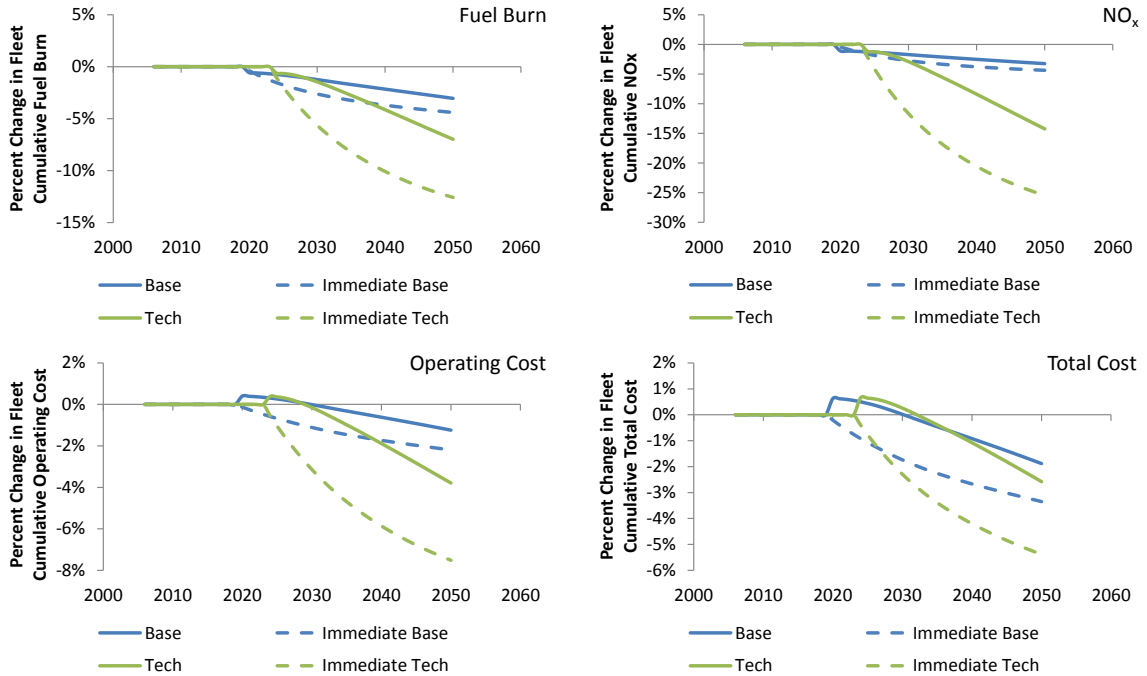 Fuel Burn
Percent Change in Fleet
Cumulative Fuel Burn
5%
0%
-5%
-10%
-15%
2000 2010 2020 2030 2040 2050 2060
Base Immediate Base
Tech Immediate Tech
NOx
Percent Change in Fleet
Cumulative NOx
5%
0%
-5%
-10%
-15%
-20%
-25%
-30%
2000 2010 2020 2030 2040 2050 2060
Base Immediate Base
Tech Immediate Tech
Operating Cost
Percent Change in Fleet
Cumulative Operating Cost
2%
0%
-2%
-4%
-6%
-8%
2000 2010 2020 2030 2040 2050 2060
Base Immediate Base
Tech Immediate Tech
Total Cost
Percent Change in Fleet
Cumulative Total Cost
2%
1%
0%
-1%
-2%
-3%
-4%
-5%
-6%
2000 2010 2020 2030 2040 2050 2060
Base Immediate Base
Tech Immediate Tech